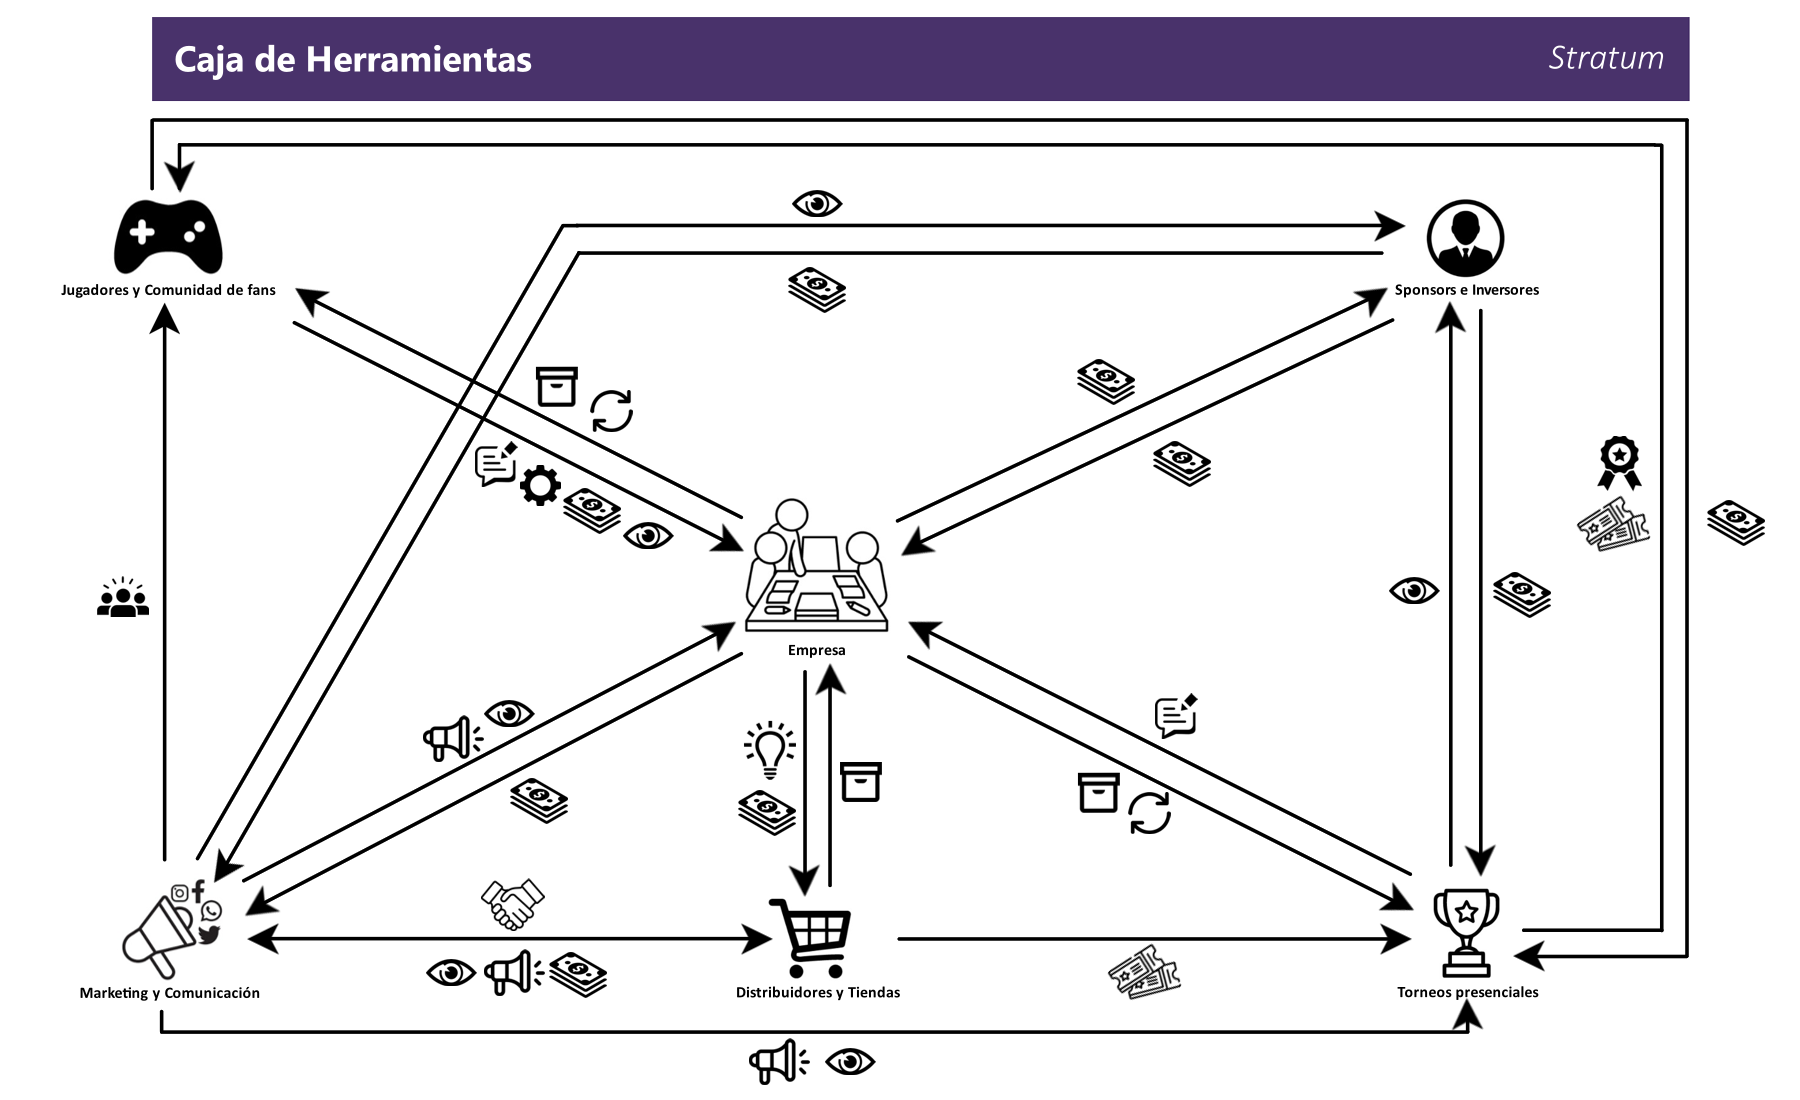 Caja de Herramientas
Stratum
Jugadores y Comunidad de fans
Sponsors e Inversores
Empresa
Marketing y Comunicación
Distribuidores y Tiendas
Torneos presenciales